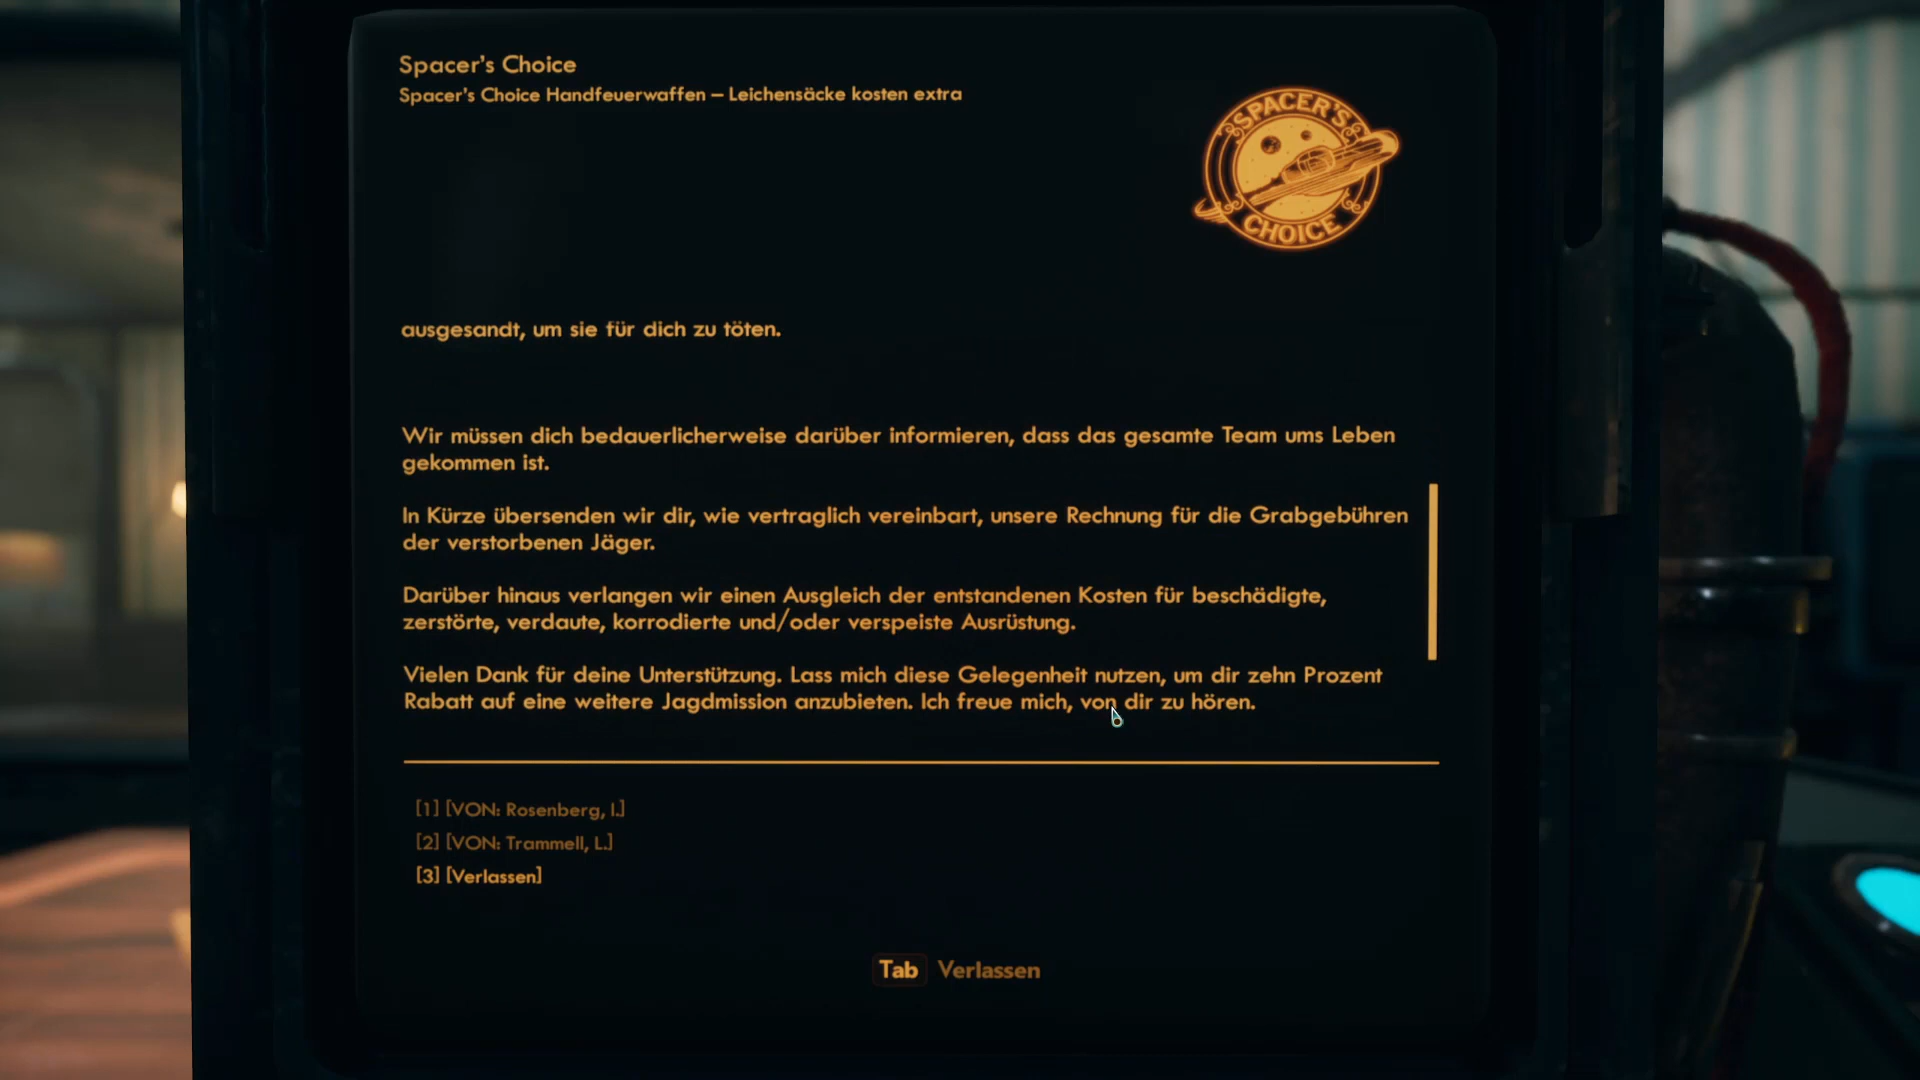 Spacer's Choice
Spacer's Choice Handfeuerwaffen – Leichensäcke kosten extra
SPACER'S
CHOICE
ausgesandt, um sie für dich zu töten.
Wir müssen dich bedauerlicherweise darüber informieren, dass das gesamte Team ums Leben
gekommen ist.
In Kürze übersenden wir dir, wie vertraglich vereinbart, unsere Rechnung für die Grabgebühren
der verstorbenen Jäger.
Darüber hinaus verlangen wir einen Ausgleich der entstandenen Kosten für beschädigte,
zerstörte, verdaute, korrodierte und/oder verspeiste Ausrüstung.
Vielen Dank für deine Unterstützung. Lass mich diese Gelegenheit nutzen, um dir zehn Prozent
Rabatt auf eine weitere Jagdmission anzubieten. Ich freue mich, von dir zu hören.
[1] [VON: Rosenberg, I.]
[2] [VON: Trammell, L.]
[3] [Verlassen]
Tab Verlassen